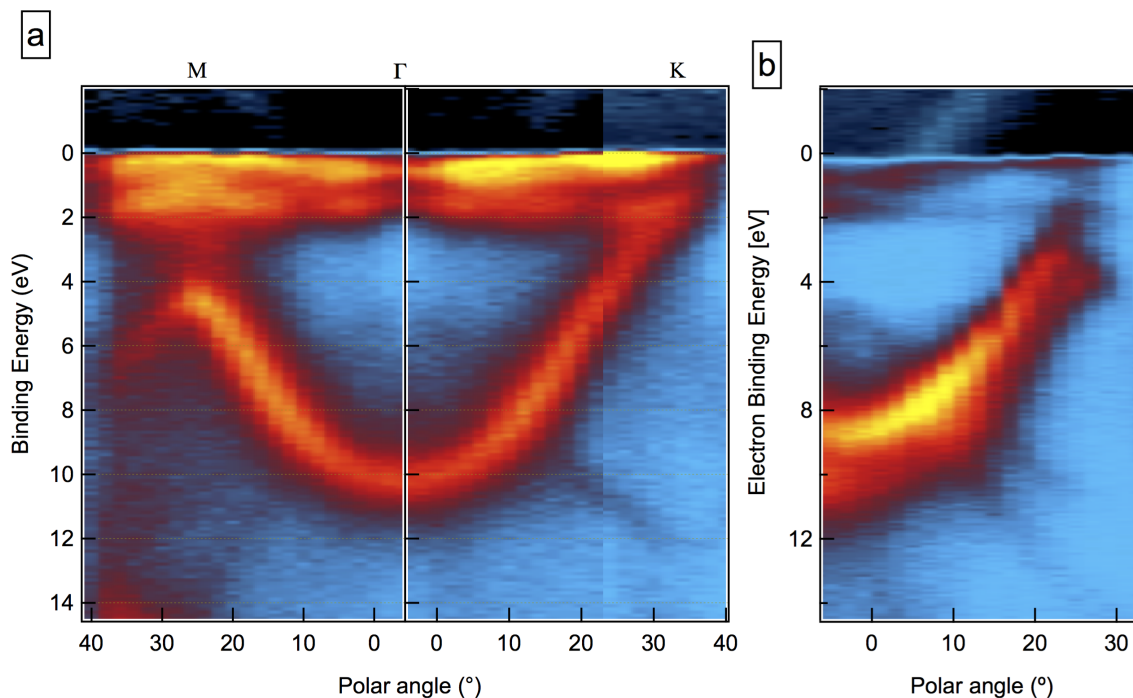 a
M Γ K
b
0
2
4
6
8
10
12
14
Binding Energy (eV)
40 30 20 10 0 0 10 20 30 40
Polar angle (°)
0
4
8
12
Electron Binding Energy [eV]
0 10 20 30
Polar angle (º)